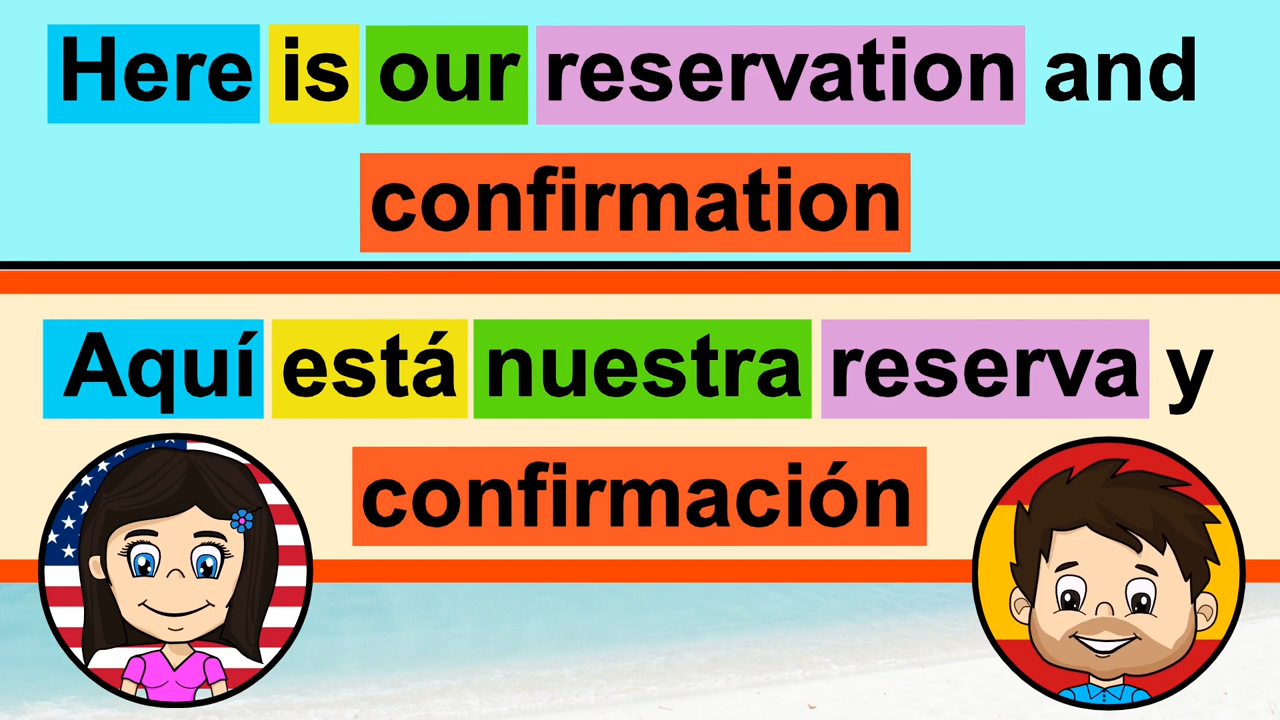 Here is our reservation and
confirmation
Aquí está nuestra reserva y
confirmación